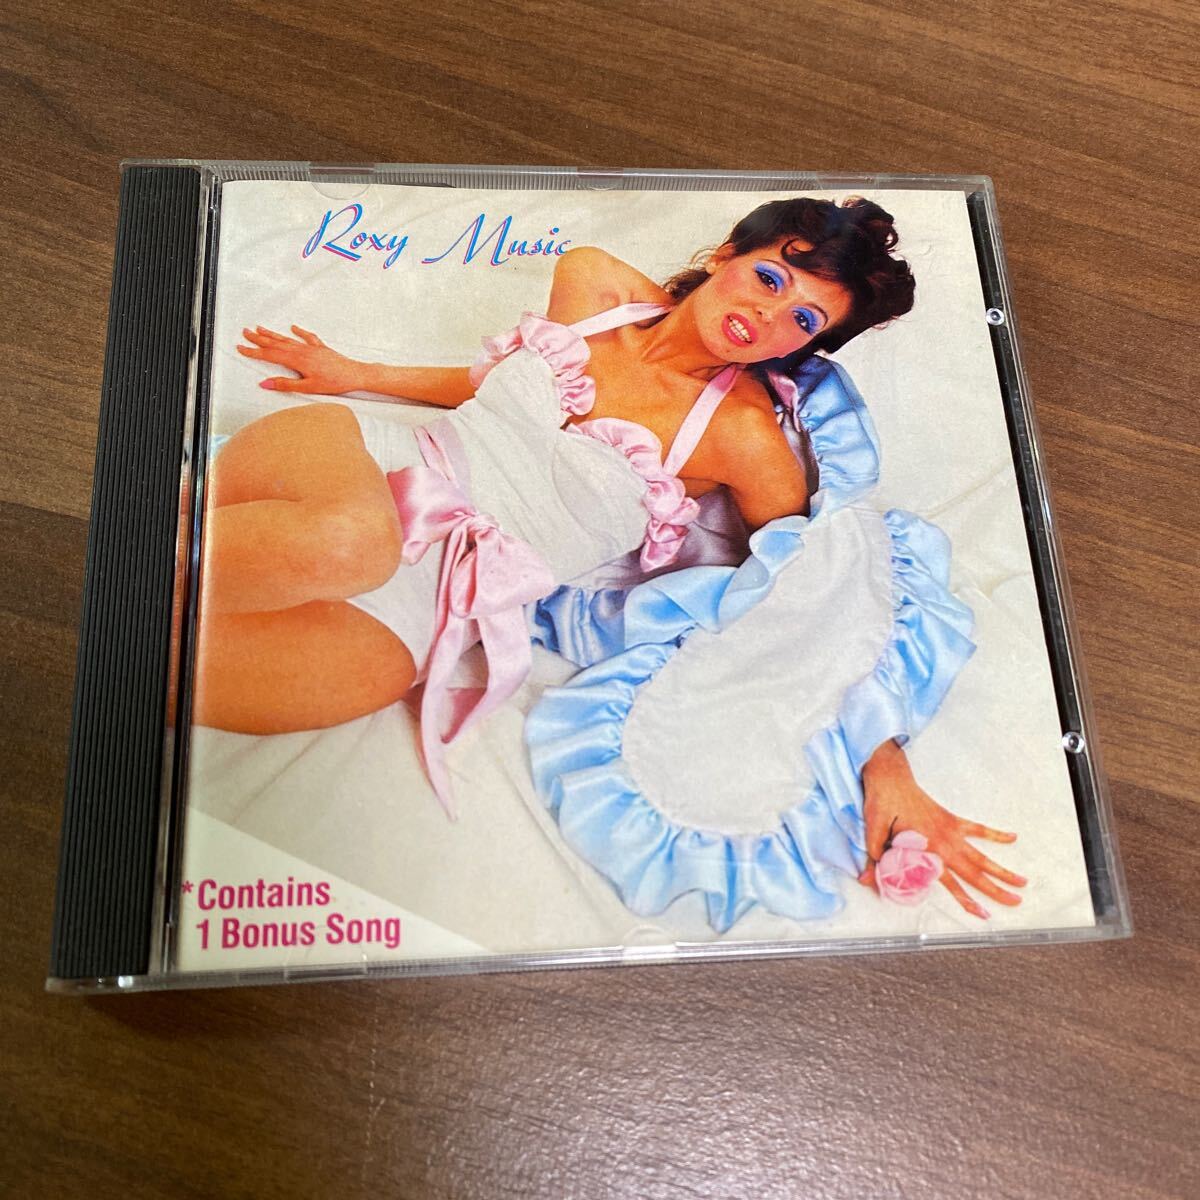 Roxy Music
*Contains
1 Bonus Song